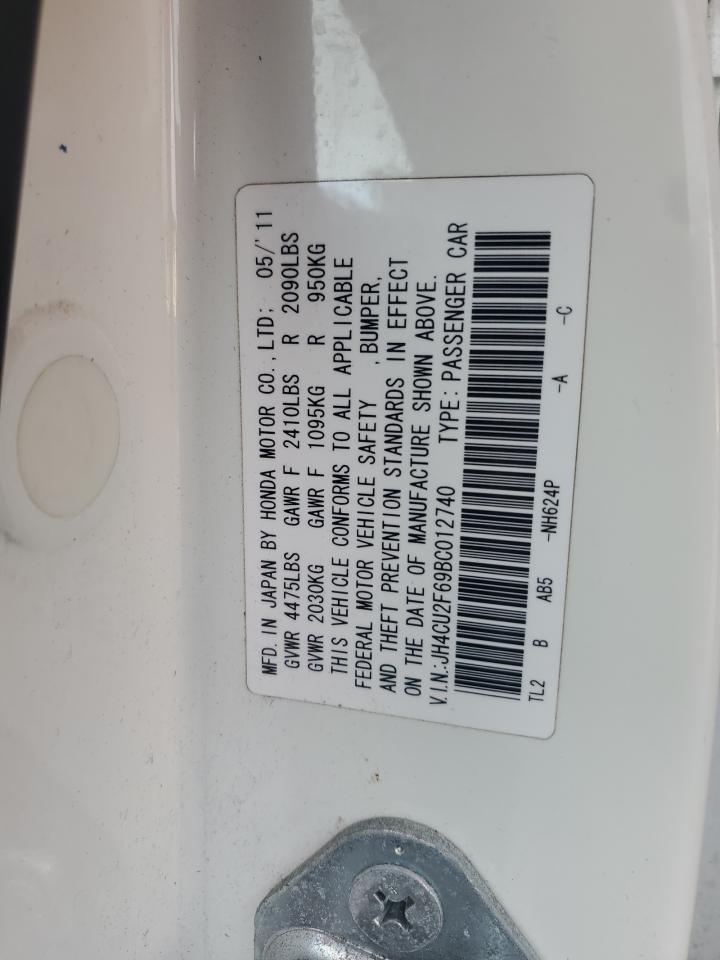 MFD. IN JAPAN BY HONDA MOTOR CO., LTD; 05/'11
GVWR 4475LBS GAWR F 2410LBS R 2090LBS
GVWR 2030KG GAWR F 1095KG R 950KG
THIS VEHICLE CONFORMS TO ALL APPLICABLE
FEDERAL MOTOR VEHICLE SAFETY , BUMPER,
AND THEFT PREVENTION STANDARDS IN EFFECT
ON THE DATE OF MANUFACTURE SHOWN ABOVE.
V.I.N.:JH4CU2F69BC012740 TYPE: PASSENGER CAR
TL2 B AB5 -NH624P -A -C